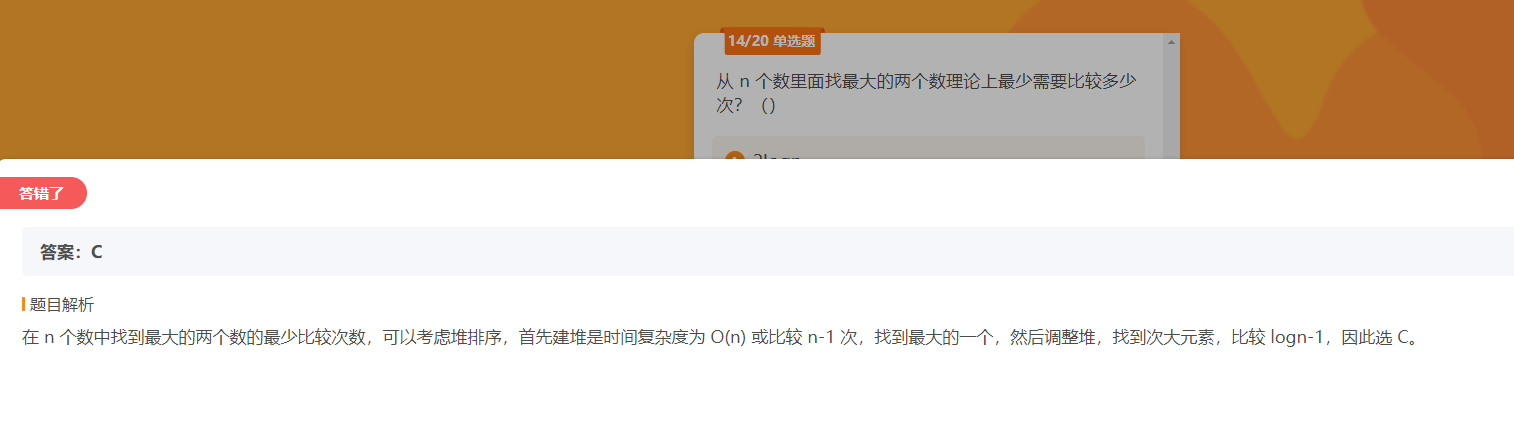 14/20 单选题
从 n 个数里面找最大的两个数理论上最少需要比较多少
次？（）
答错了
答案：C
题目解析
在 n 个数中找到最大的两个数的最少比较次数，可以考虑堆排序，首先建堆是时间复杂度为 O(n) 或比较 n-1 次，找到最大的一个，然后调整堆，找到次大元素，比较 logn-1，因此选 C。